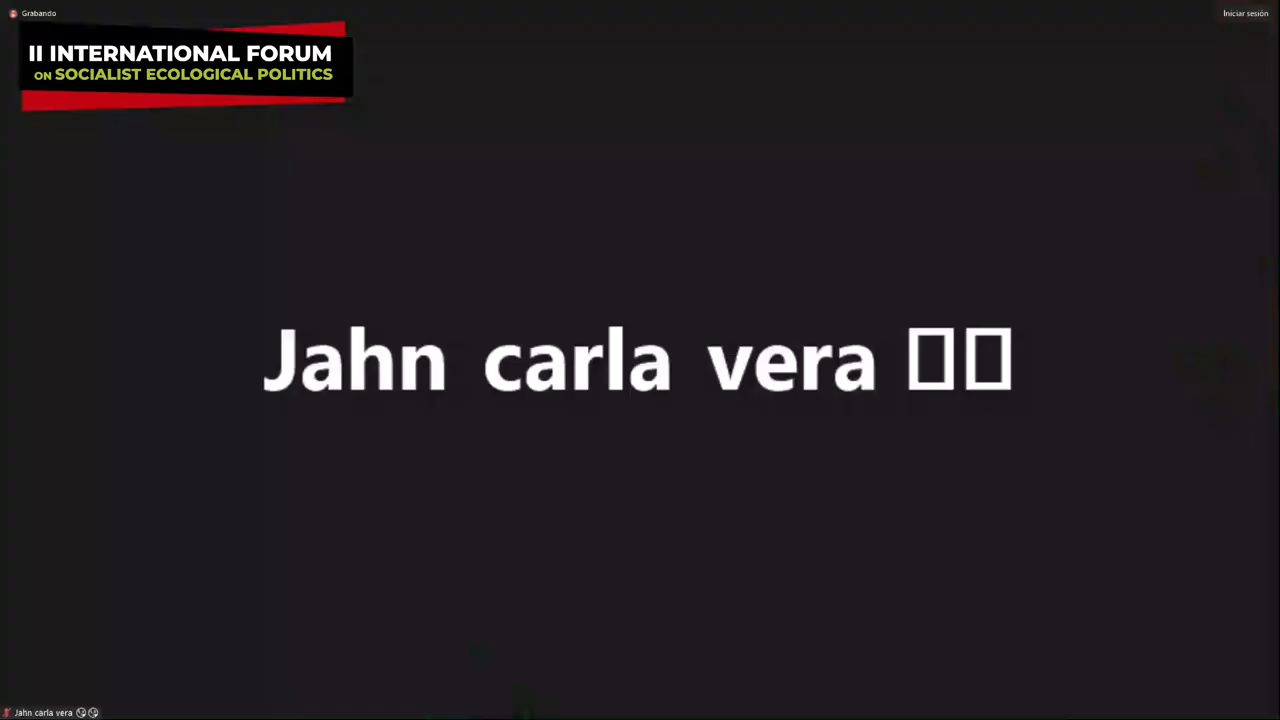 Grabando
Iniciar sesión
II INTERNATIONAL FORUM
ON SOCIALIST ECOLOGICAL POLITICS
Jahn carla vera
Jahn carla vera 😘😘